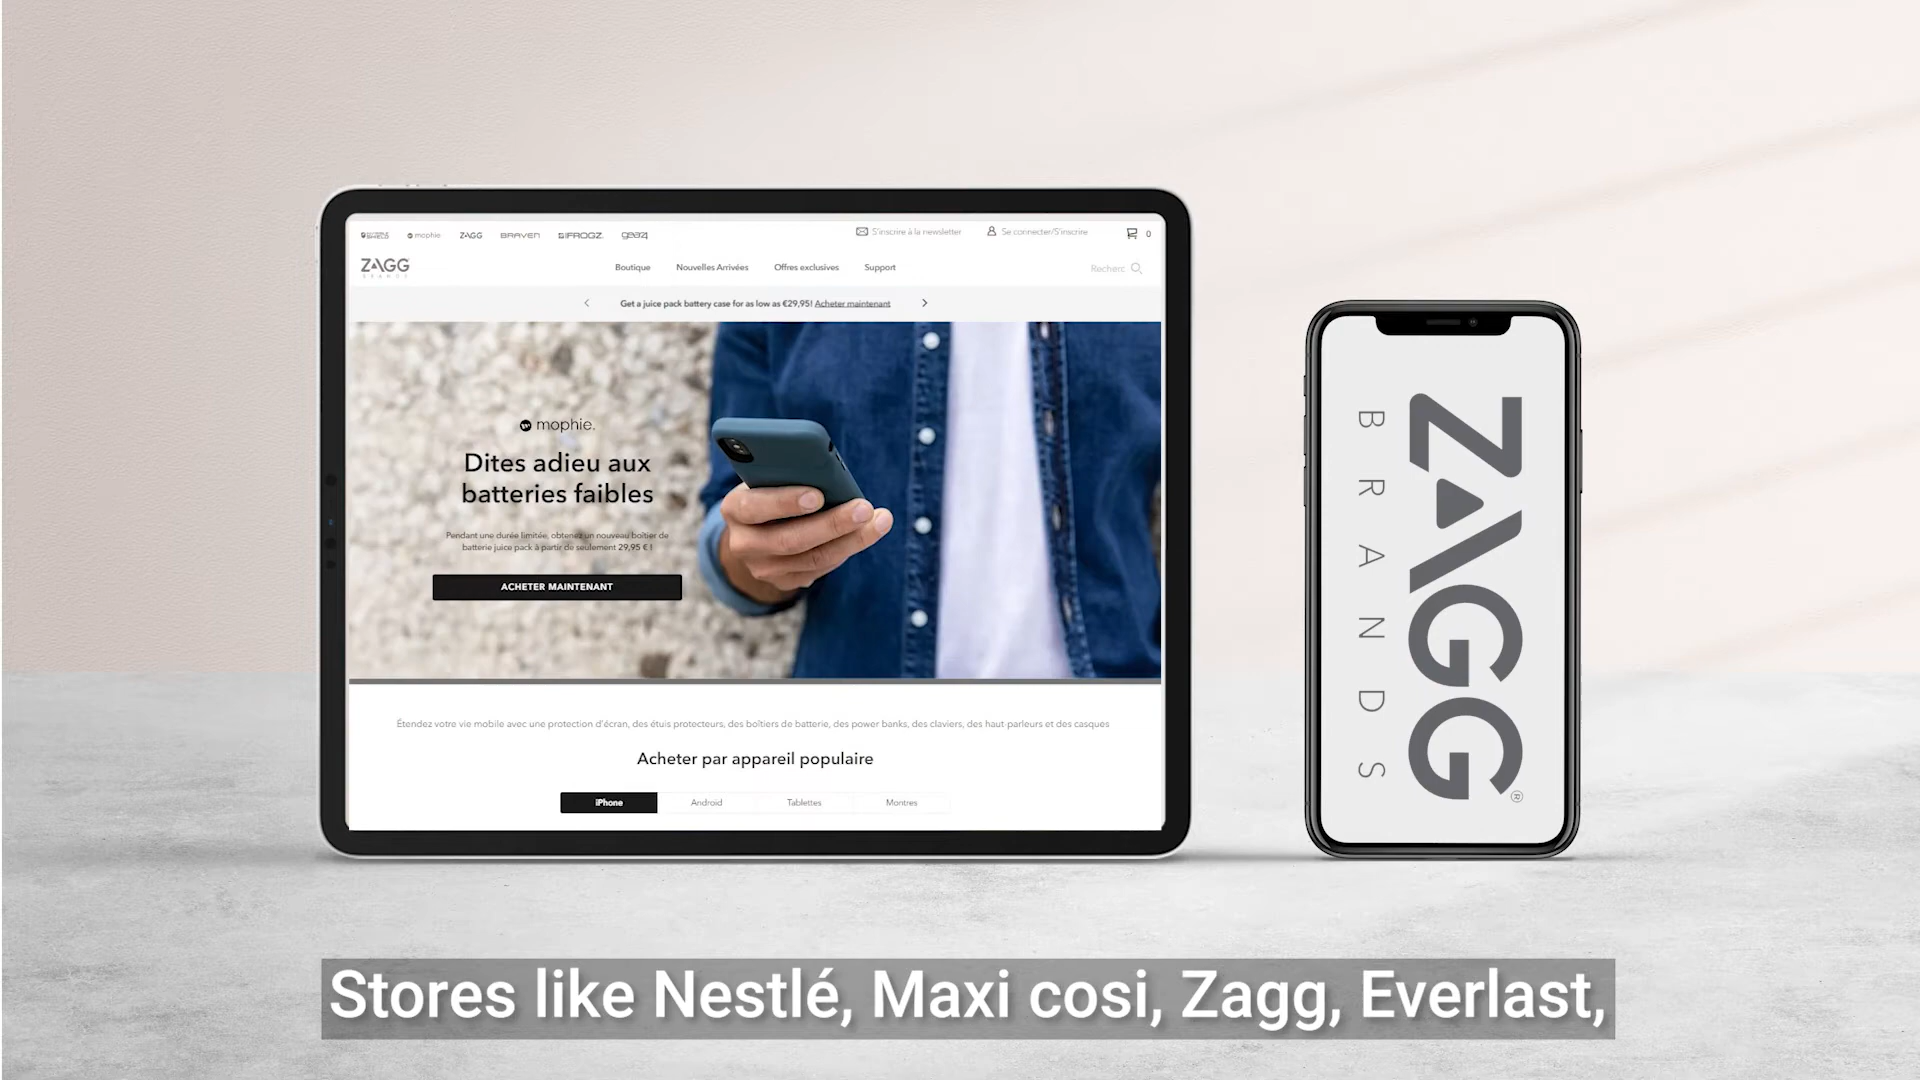 mophie ZAGG BRAVEN IFROGZ gear4
S'inscrire à la newsletter Se connecter/S'inscrire 0
ZAGG
BRANDS
Boutique Nouvelles Arrivées Offres exclusives Support
Recherc
Get a juice pack battery case for as low as €29,95! Acheter maintenant
mophie.
Dites adieu aux
batteries faibles
Pendant une durée limitée, obtenez un nouveau boîtier de
batterie juice pack à partir de seulement 29,95 € !
ACHETER MAINTENANT
Étendez votre vie mobile avec une protection d'écran, des étuis protecteurs, des boîtiers de batterie, des power banks, des claviers, des haut-parleurs et des casques
Acheter par appareil populaire
iPhone Android Tablettes Montres
ZAGG®
BRANDS
Stores like Nestlé, Maxi cosi, Zagg, Everlast,